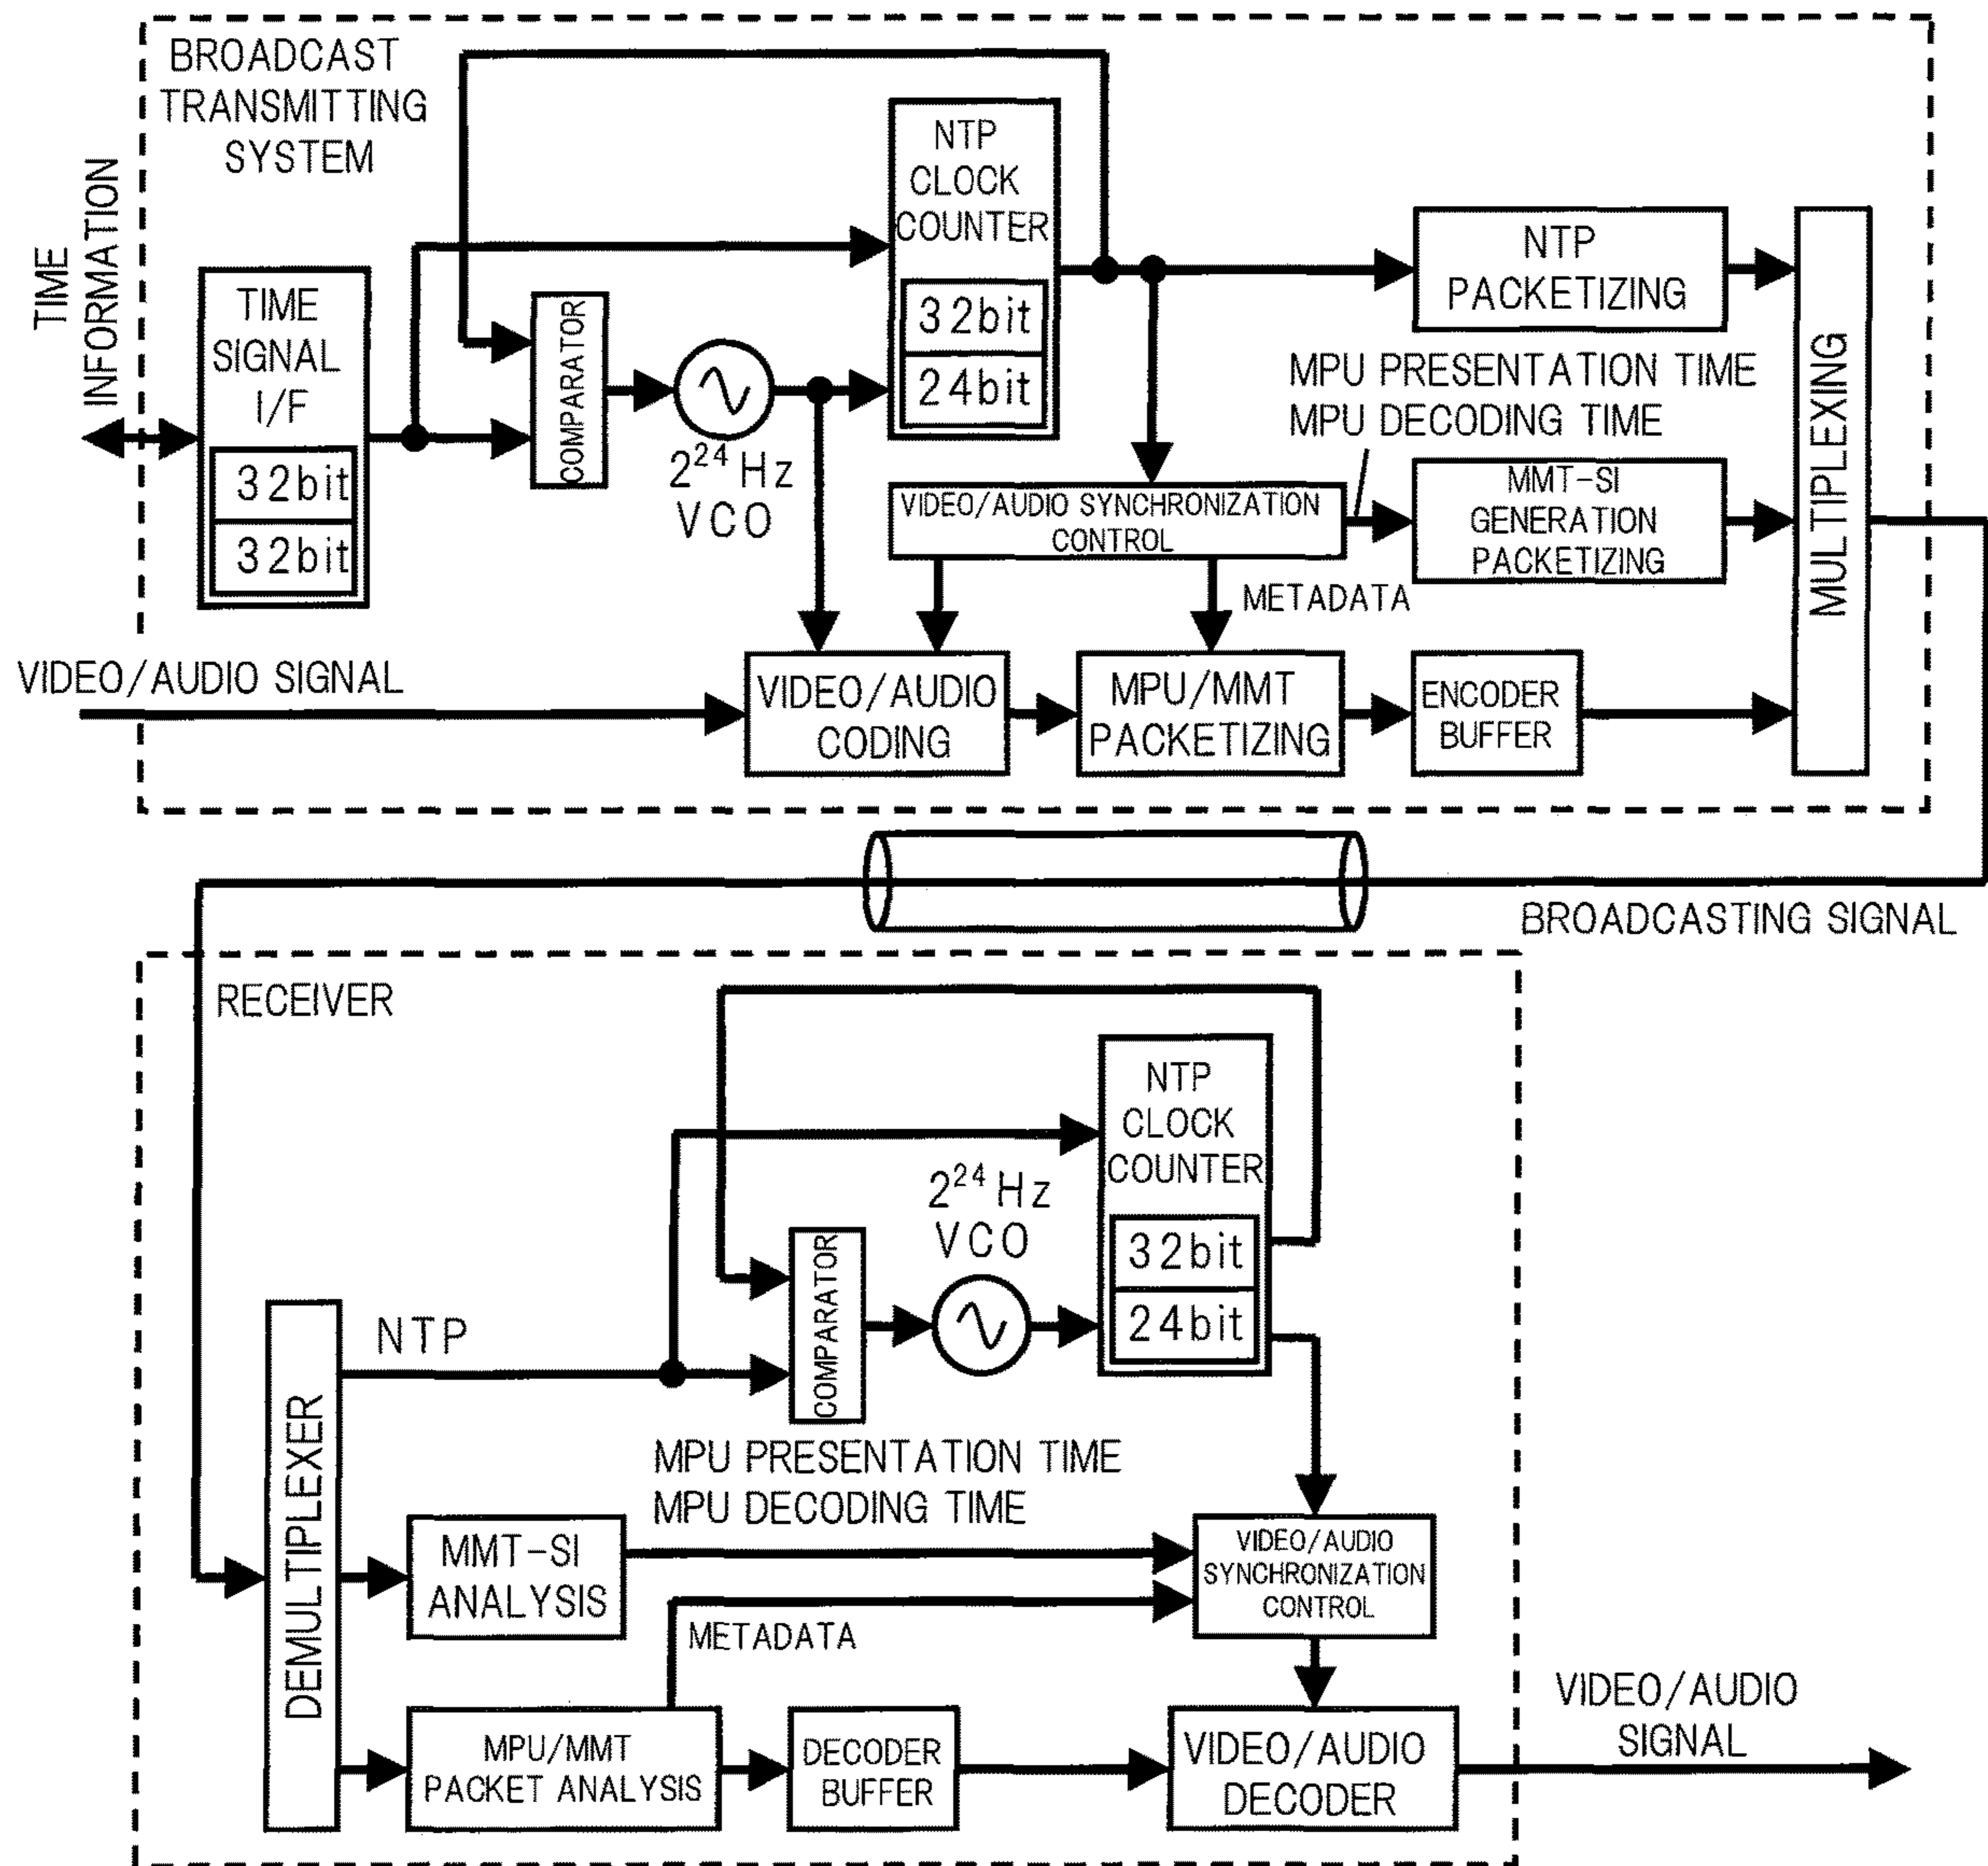 BROADCAST
TRANSMITTING
SYSTEM
TIME
INFORMATION
TIME
SIGNAL
I/F
32bit
32bit
COMPARATOR
2²⁴ Hz
VCO
NTP
CLOCK
COUNTER
32bit
24bit
NTP
PACKETIZING
MPU PRESENTATION TIME
MPU DECODING TIME
VIDEO/AUDIO SYNCHRONIZATION
CONTROL
MMT-SI
GENERATION
PACKETIZING
MULTIPLEXING
METADATA
VIDEO/AUDIO SIGNAL
VIDEO/AUDIO
CODING
MPU/MMT
PACKETIZING
ENCODER
BUFFER
BROADCASTING SIGNAL
RECEIVER
NTP
CLOCK
COUNTER
32bit
24bit
2²⁴ Hz
VCO
COMPARATOR
NTP
DEMULTIPLEXER
MPU PRESENTATION TIME
MPU DECODING TIME
MMT-SI
ANALYSIS
VIDEO/AUDIO
SYNCHRONIZATION
CONTROL
METADATA
MPU/MMT
PACKET ANALYSIS
DECODER
BUFFER
VIDEO/AUDIO
DECODER
VIDEO/AUDIO
SIGNAL